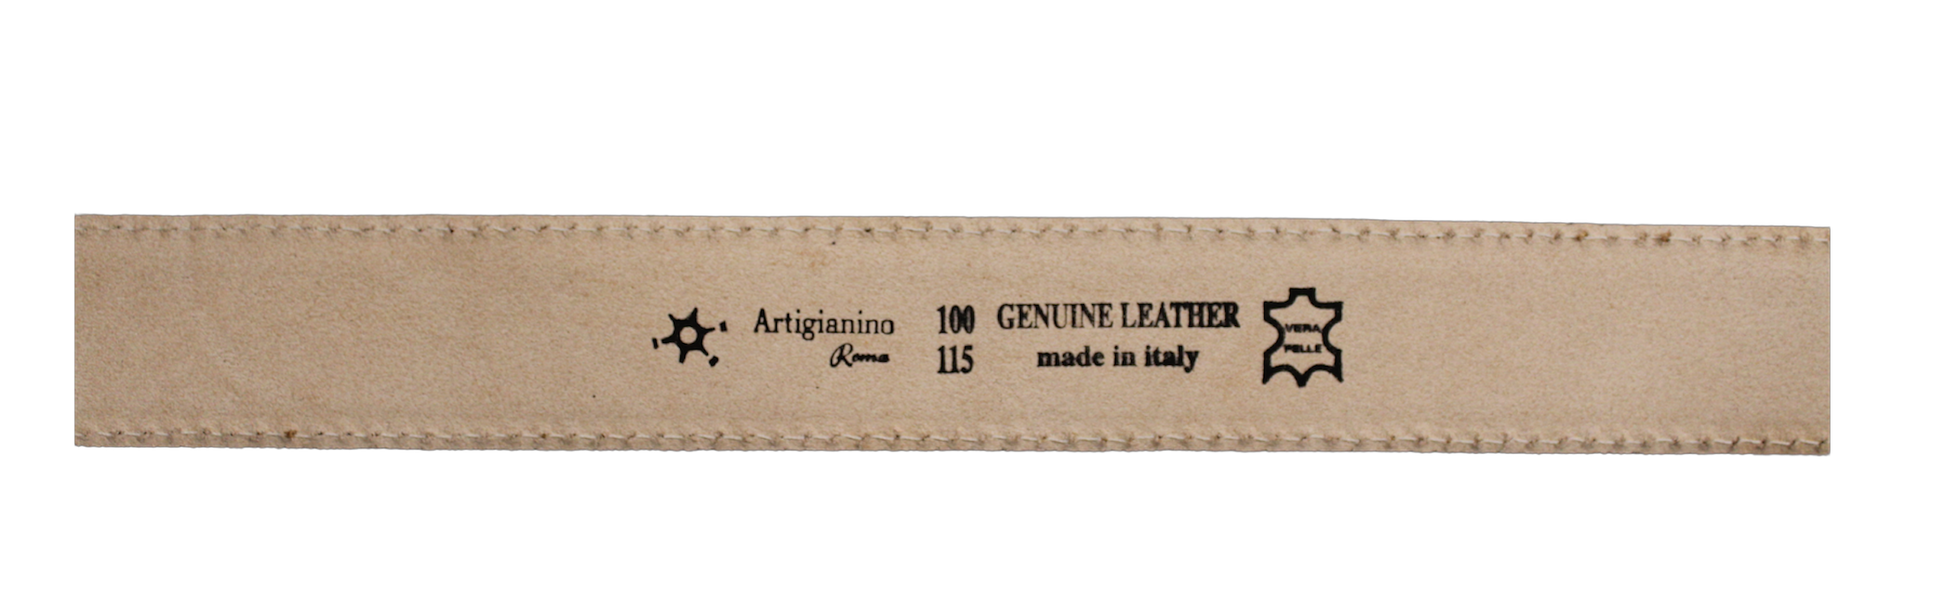 Artigianino
Roma
100
115
GENUINE LEATHER
made in italy
VERA
PELLE